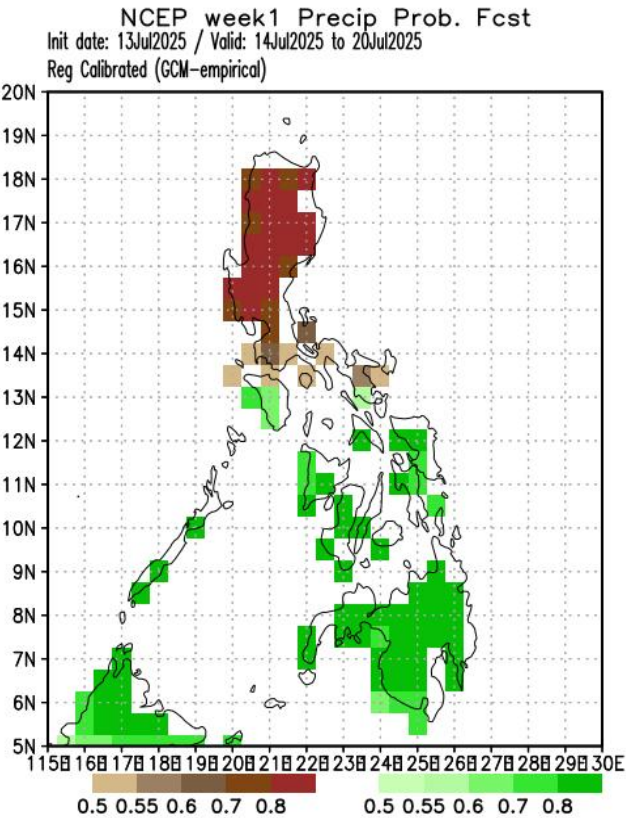 NCEP week1 Precip Prob. Fcst
Init date: 13Jul2025 / Valid: 14Jul2025 to 20Jul2025
Reg Calibrated (GCM-empirical)
20N
19N
18N
17N
16N
15N
14N
13N
12N
11N
10N
9N
8N
7N
6N
5N
115E 116E 117E 118E 119E 120E 121E 122E 123E 124E 125E 126E 127E 128E 129E 130E
0.5 0.55 0.6 0.7 0.8 0.5 0.55 0.6 0.7 0.8